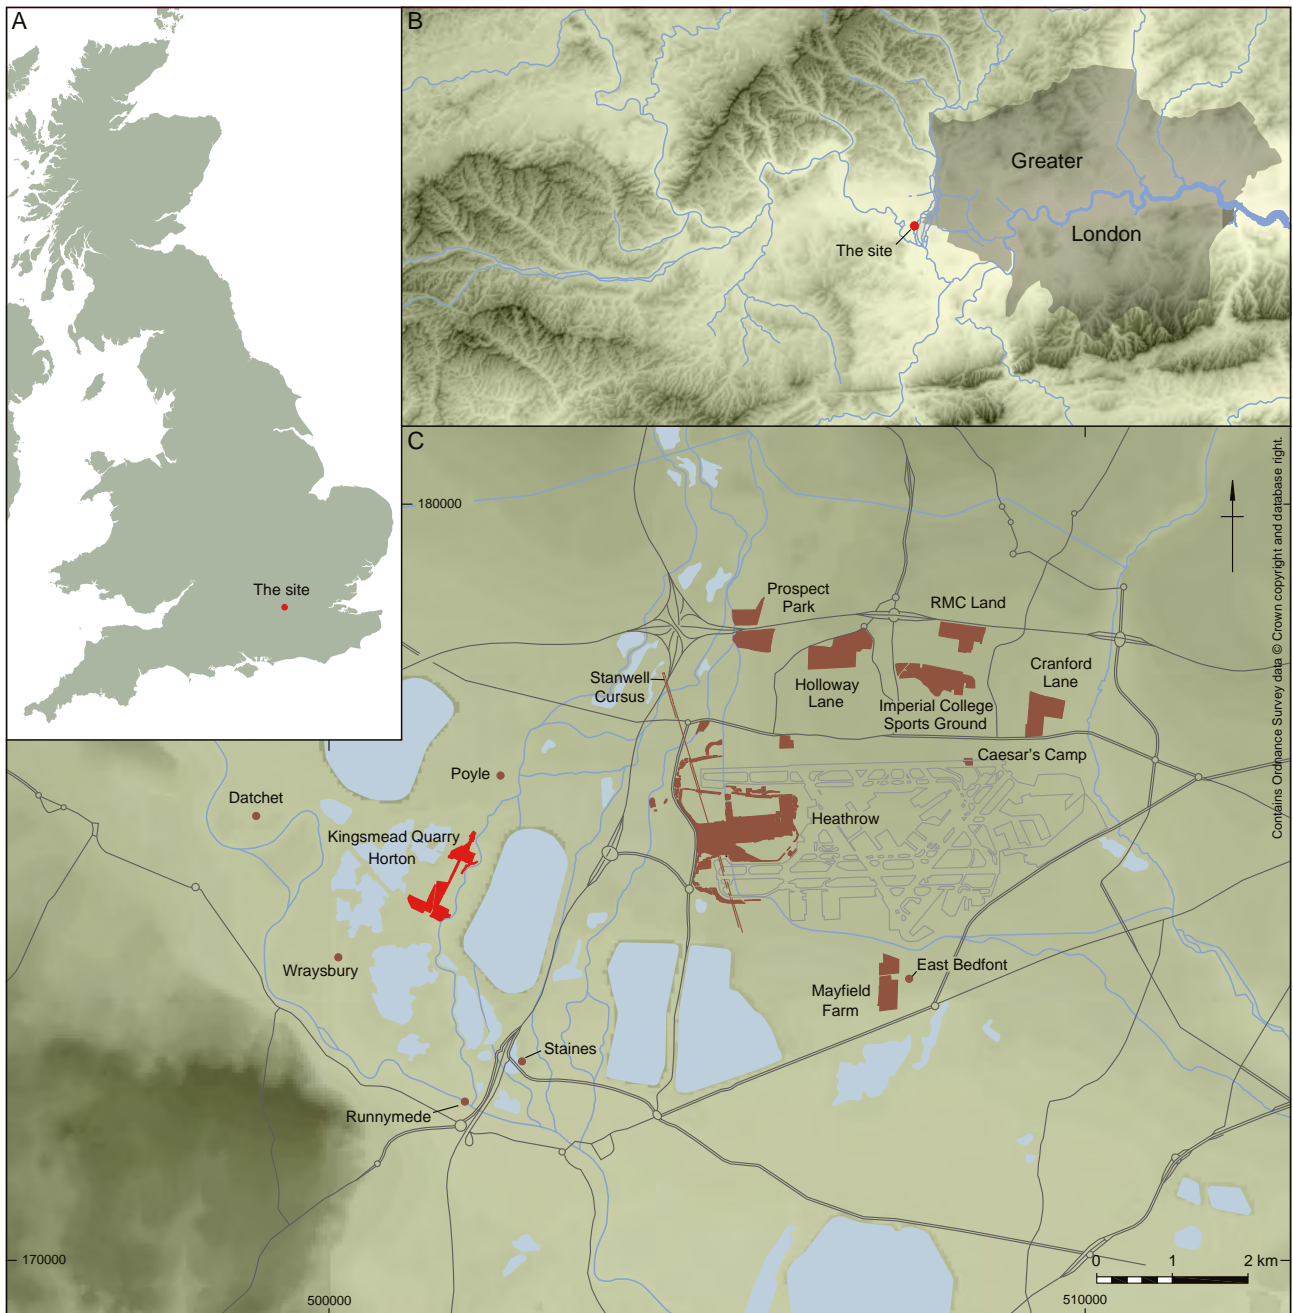 A
The site
B
Greater
London
The site
C
180000
Prospect
Park
RMC Land
Stanwell
Cursus
Holloway
Lane
Imperial College
Sports Ground
Cranford
Lane
Caesar's Camp
Poyle
Datchet
Kingsmead Quarry
Horton
Heathrow
Wraysbury
East Bedfont
Mayfield
Farm
Staines
Runnymede
170000
500000
510000
0 1 2 km
Contains Ordnance Survey data © Crown copyright and database right.